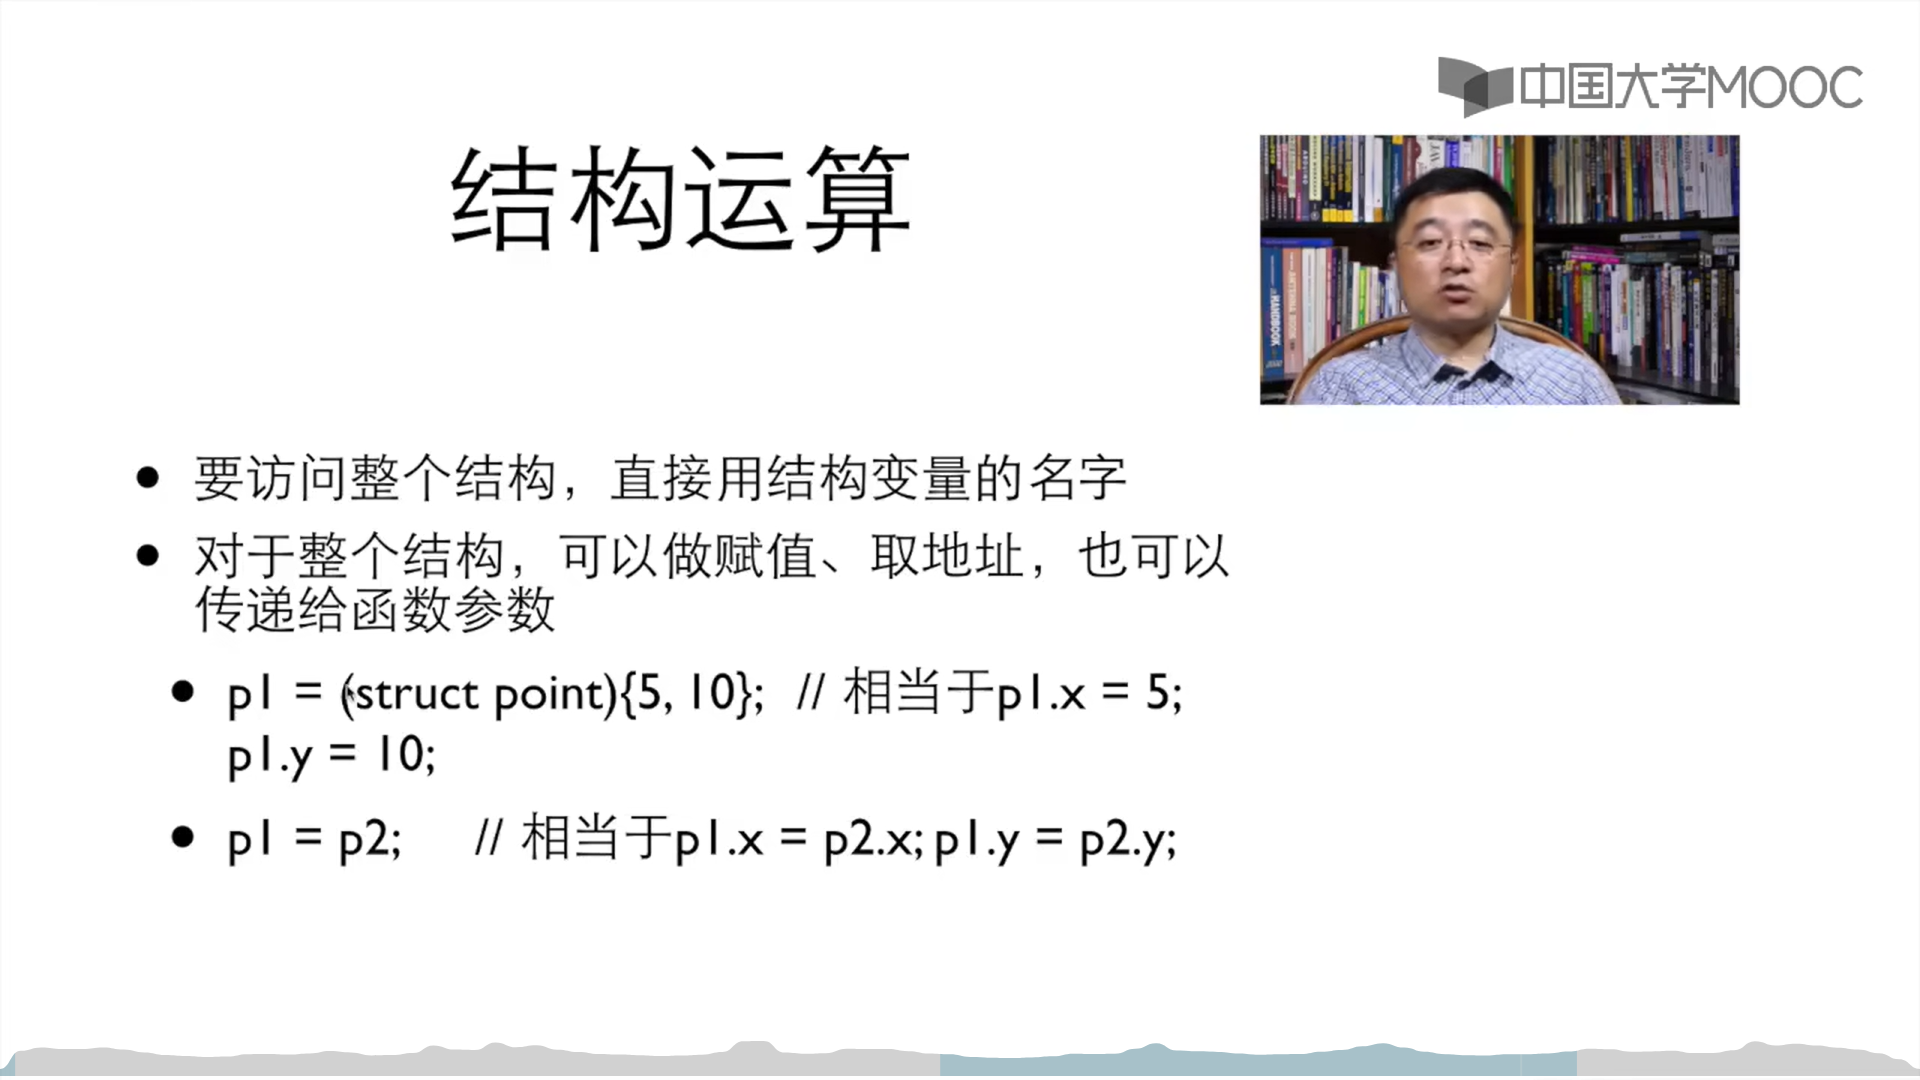 中国大学MOOC
结构运算
HANDBOOK
• 要访问整个结构，直接用结构变量的名字
• 对于整个结构，可以做赋值、取地址，也可以
传递给函数参数
• p1 = (struct point){5, 10}; // 相当于p1.x = 5;
p1.y = 10;
• p1 = p2; // 相当于p1.x = p2.x; p1.y = p2.y;